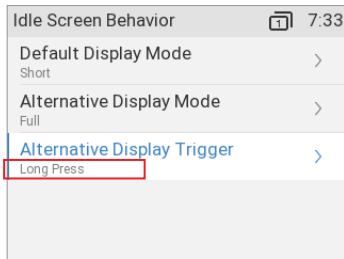 Idle Screen Behavior 1 7:33
Default Display Mode
Short
Alternative Display Mode
Full
Alternative Display Trigger
Long Press